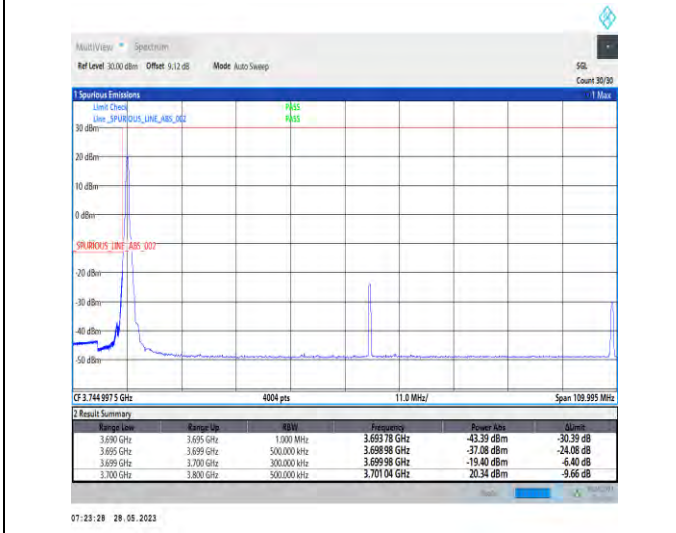 MultiView Spectrum
Ref Level 30.00 dBm Offset 9.12 dB Mode Auto Sweep SGL
Count 30/30
1 Spurious Emissions 1 Max
Limit Check PASS
Line _SPURIOUS_LINE_ABS_002 PASS
30 dBm
20 dBm
10 dBm
0 dBm
_SPURIOUS_LINE_ABS_002
-20 dBm
-30 dBm
-40 dBm
-50 dBm
CF 3.744 997 5 GHz 4004 pts 11.0 MHz/ Span 109.995 MHz
2 Result Summary
Range Low Range Up RBW Frequency Power Abs ΔLimit
3.690 GHz 3.695 GHz 1.000 MHz 3.693 78 GHz -43.39 dBm -30.39 dB
3.695 GHz 3.699 GHz 500.000 kHz 3.698 98 GHz -37.08 dBm -24.08 dB
3.699 GHz 3.700 GHz 300.000 kHz 3.699 98 GHz -19.40 dBm -6.40 dB
3.700 GHz 3.800 GHz 500.000 kHz 3.701 04 GHz 20.34 dBm -9.66 dB
07:23:28 28.05.2023